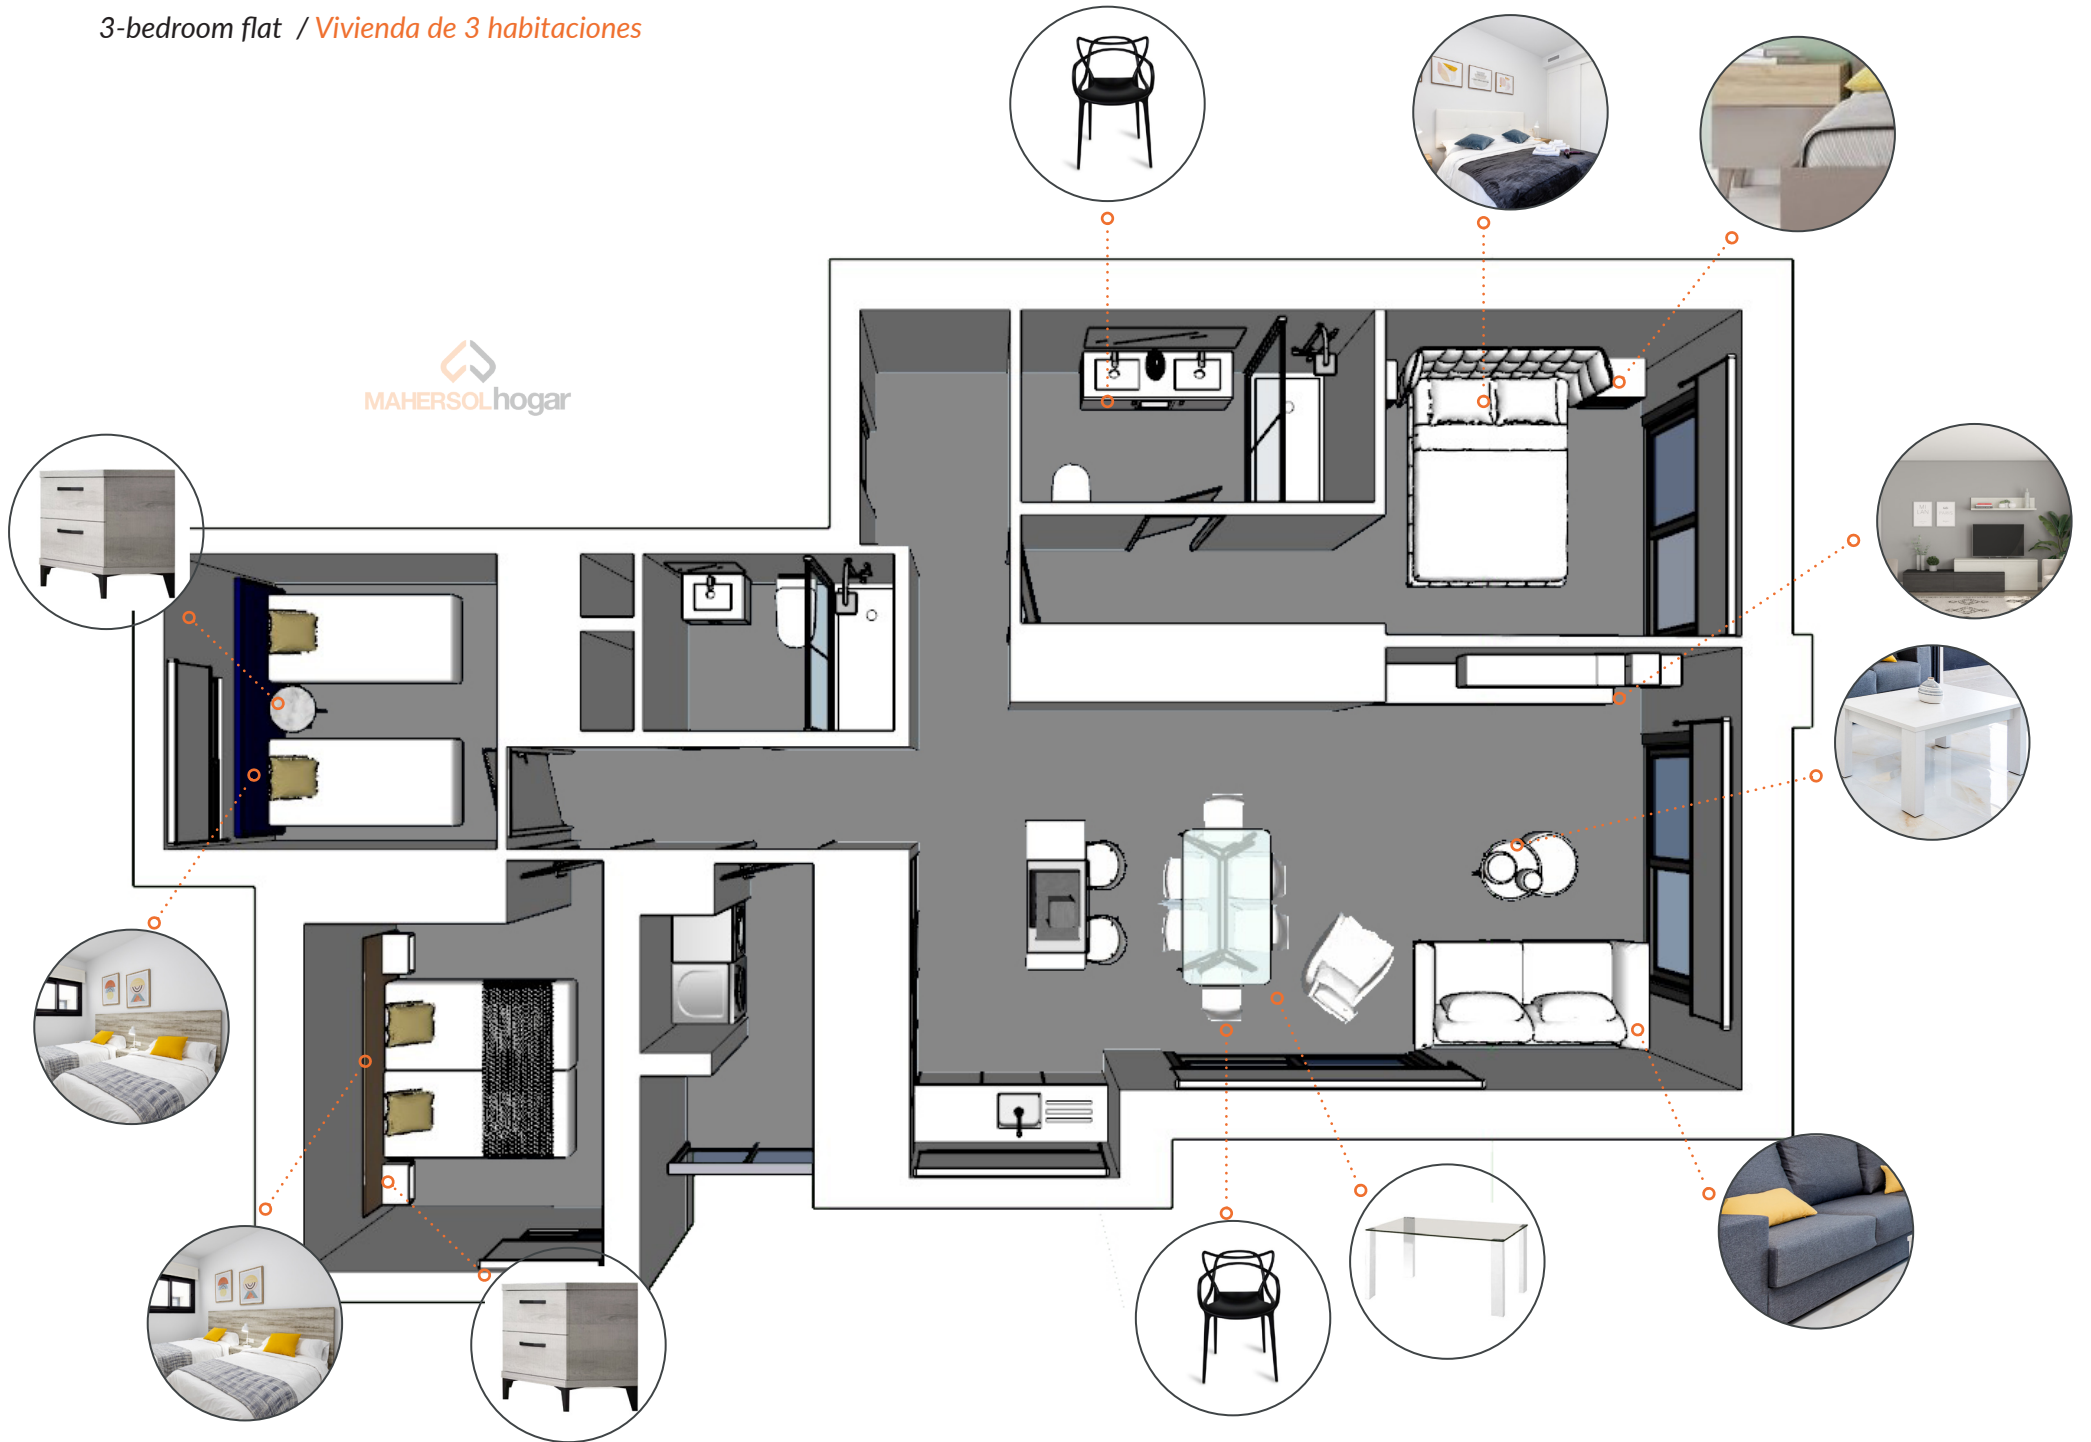 3-bedroom flat / Vivienda de 3 habitaciones
MAHERSOLhogar